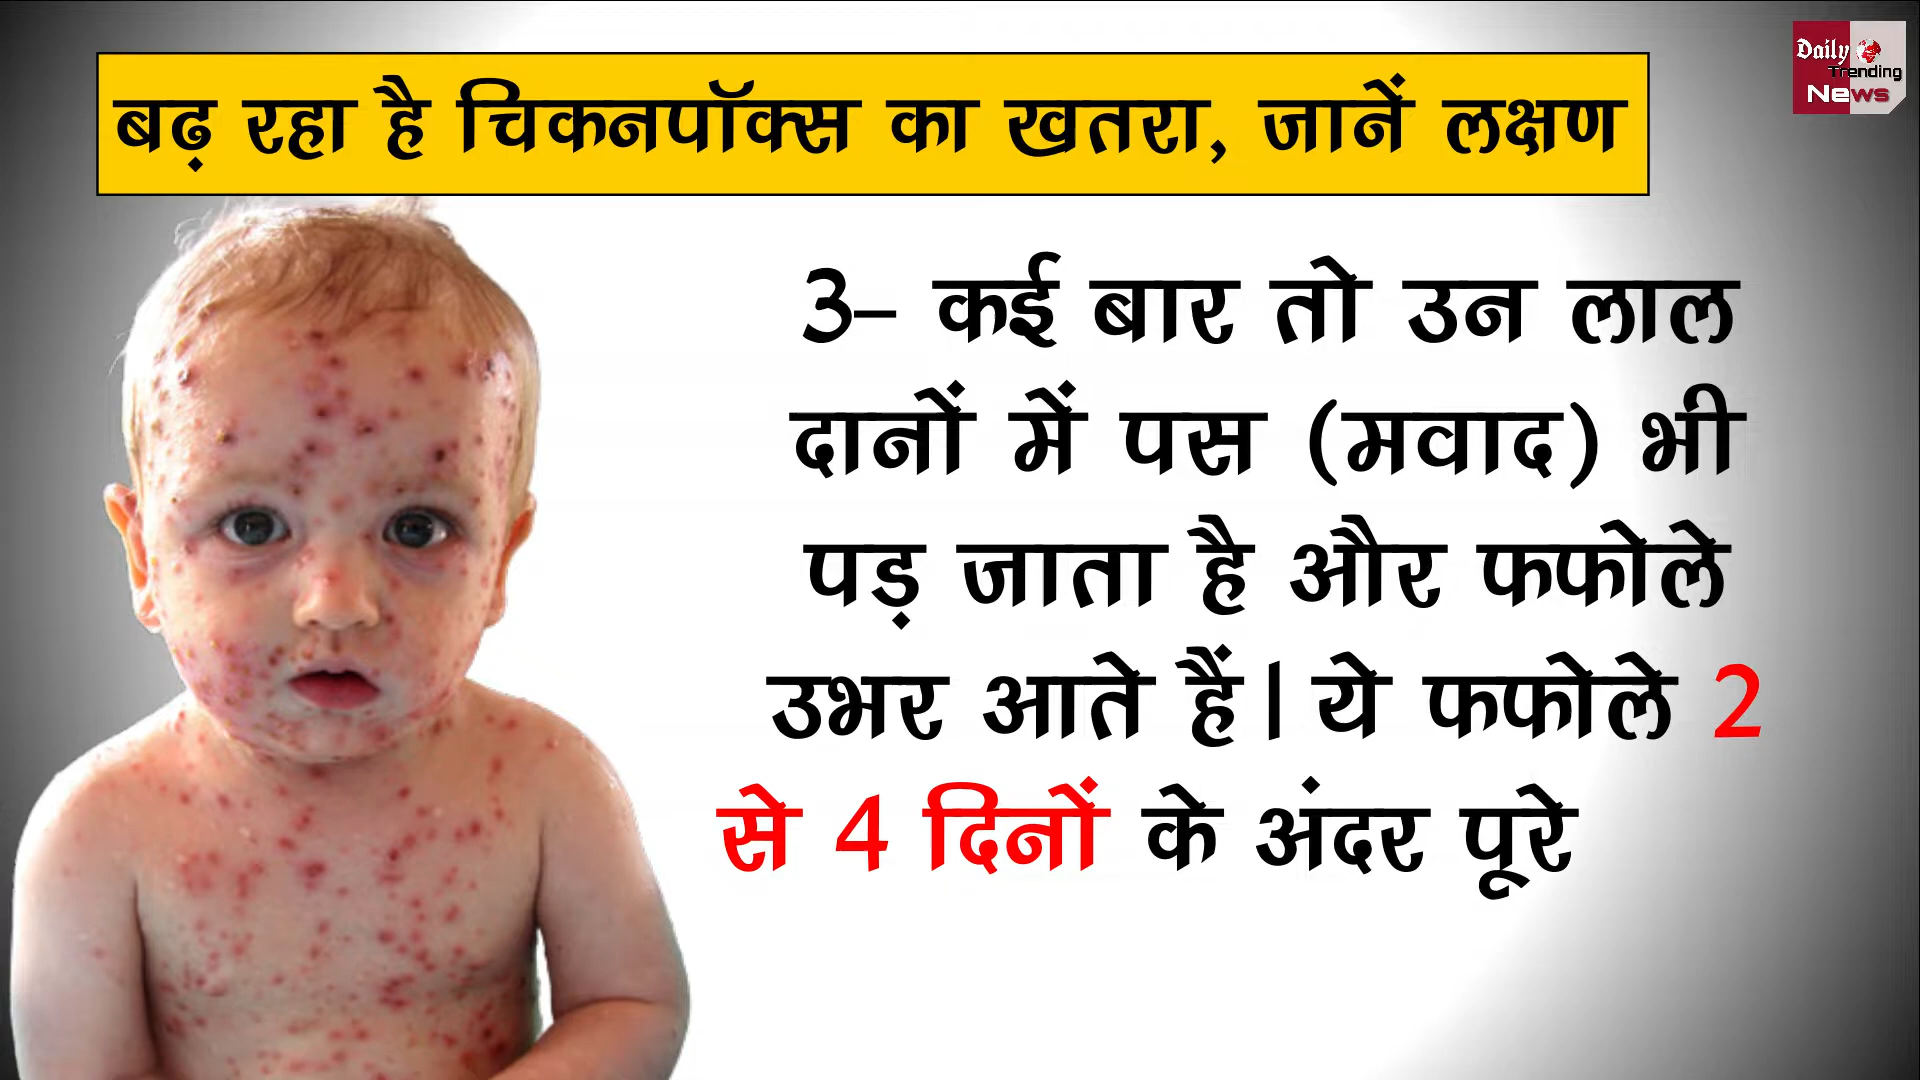 बढ़ रहा है चिकनपॉक्स का खतरा, जानें लक्षण
Daily
Trending
News
3- कई बार तो उन लाल
दानों में पस (मवाद) भी
पड़ जाता है और फफोले
उभर आते हैं। ये फफोले 2
से 4 दिनों के अंदर पूरे